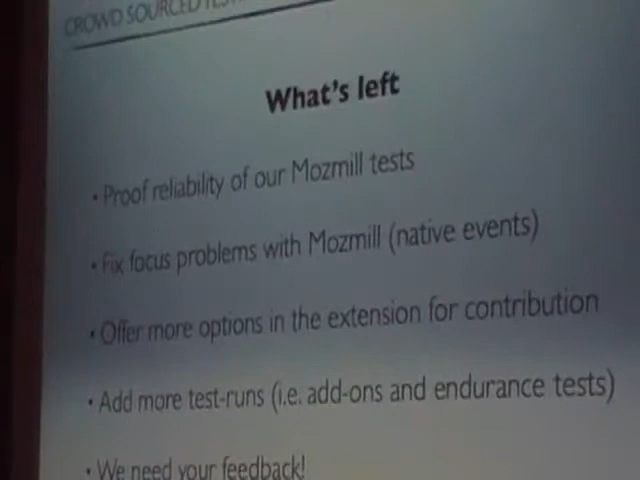 CROWD SOURCED
What's left
• Proof reliability of our Mozmill tests
• Fix focus problems with Mozmill (native events)
• Offer more options in the extension for contribution
• Add more test-runs (i.e. add-ons and endurance tests)
• We need your feedback!